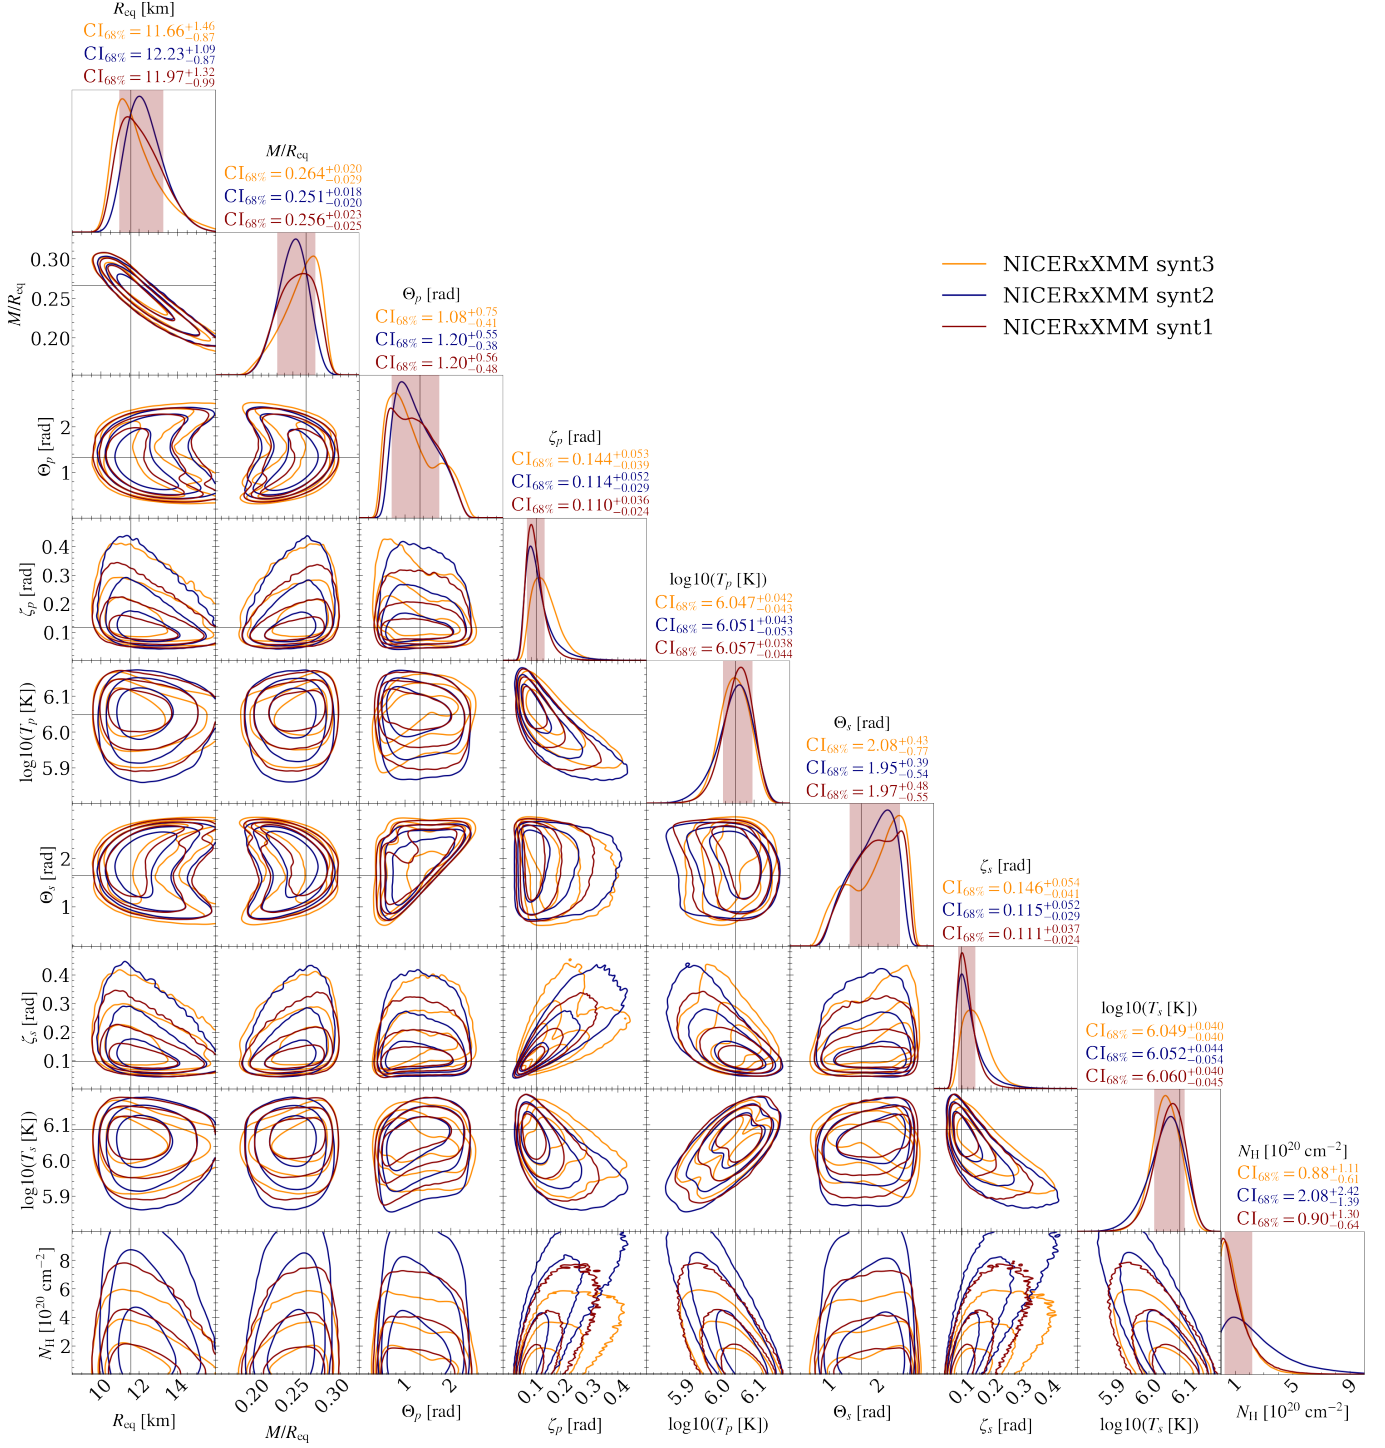 R_eq [km]
CI_68% = 11.66^{+1.46}_{−0.87}
CI_68% = 12.23^{+1.09}_{−0.87}
CI_68% = 11.97^{+1.32}_{−0.99}
M/R_eq
CI_68% = 0.264^{+0.020}_{−0.029}
CI_68% = 0.251^{+0.018}_{−0.020}
CI_68% = 0.256^{+0.023}_{−0.025}
NICERxXMM synt3
NICERxXMM synt2
NICERxXMM synt1
M/R_eq
0.30
0.25
0.20
Θ_p [rad]
CI_68% = 1.08^{+0.75}_{−0.41}
CI_68% = 1.20^{+0.55}_{−0.38}
CI_68% = 1.20^{+0.56}_{−0.48}
Θ_p [rad]
2
1
ζ_p [rad]
CI_68% = 0.144^{+0.053}_{−0.039}
CI_68% = 0.114^{+0.052}_{−0.029}
CI_68% = 0.110^{+0.036}_{−0.024}
ζ_p [rad]
0.4
0.3
0.2
0.1
log10(T_p [K])
CI_68% = 6.047^{+0.042}_{−0.043}
CI_68% = 6.051^{+0.043}_{−0.053}
CI_68% = 6.057^{+0.038}_{−0.044}
log10(T_p [K])
6.1
6.0
5.9
Θ_s [rad]
CI_68% = 2.08^{+0.43}_{−0.77}
CI_68% = 1.95^{+0.39}_{−0.54}
CI_68% = 1.97^{+0.48}_{−0.55}
Θ_s [rad]
2
1
ζ_s [rad]
CI_68% = 0.146^{+0.054}_{−0.041}
CI_68% = 0.115^{+0.052}_{−0.029}
CI_68% = 0.111^{+0.037}_{−0.024}
ζ_s [rad]
0.4
0.3
0.2
0.1
log10(T_s [K])
CI_68% = 6.049^{+0.040}_{−0.040}
CI_68% = 6.052^{+0.044}_{−0.054}
CI_68% = 6.060^{+0.040}_{−0.045}
log10(T_s [K])
6.1
6.0
5.9
N_H [10^20 cm^−2]
CI_68% = 0.88^{+1.11}_{−0.61}
CI_68% = 2.08^{+2.42}_{−1.39}
CI_68% = 0.90^{+1.30}_{−0.64}
N_H [10^20 cm^−2]
8
6
4
2
10 12 14
0.20 0.25 0.30
1 2
0.1 0.2 0.3 0.4
5.9 6.0 6.1
1 2
0.1 0.2 0.3 0.4
5.9 6.0 6.1
1 5 9
R_eq [km]
M/R_eq
Θ_p [rad]
ζ_p [rad]
log10(T_p [K])
Θ_s [rad]
ζ_s [rad]
log10(T_s [K])
N_H [10^20 cm^−2]